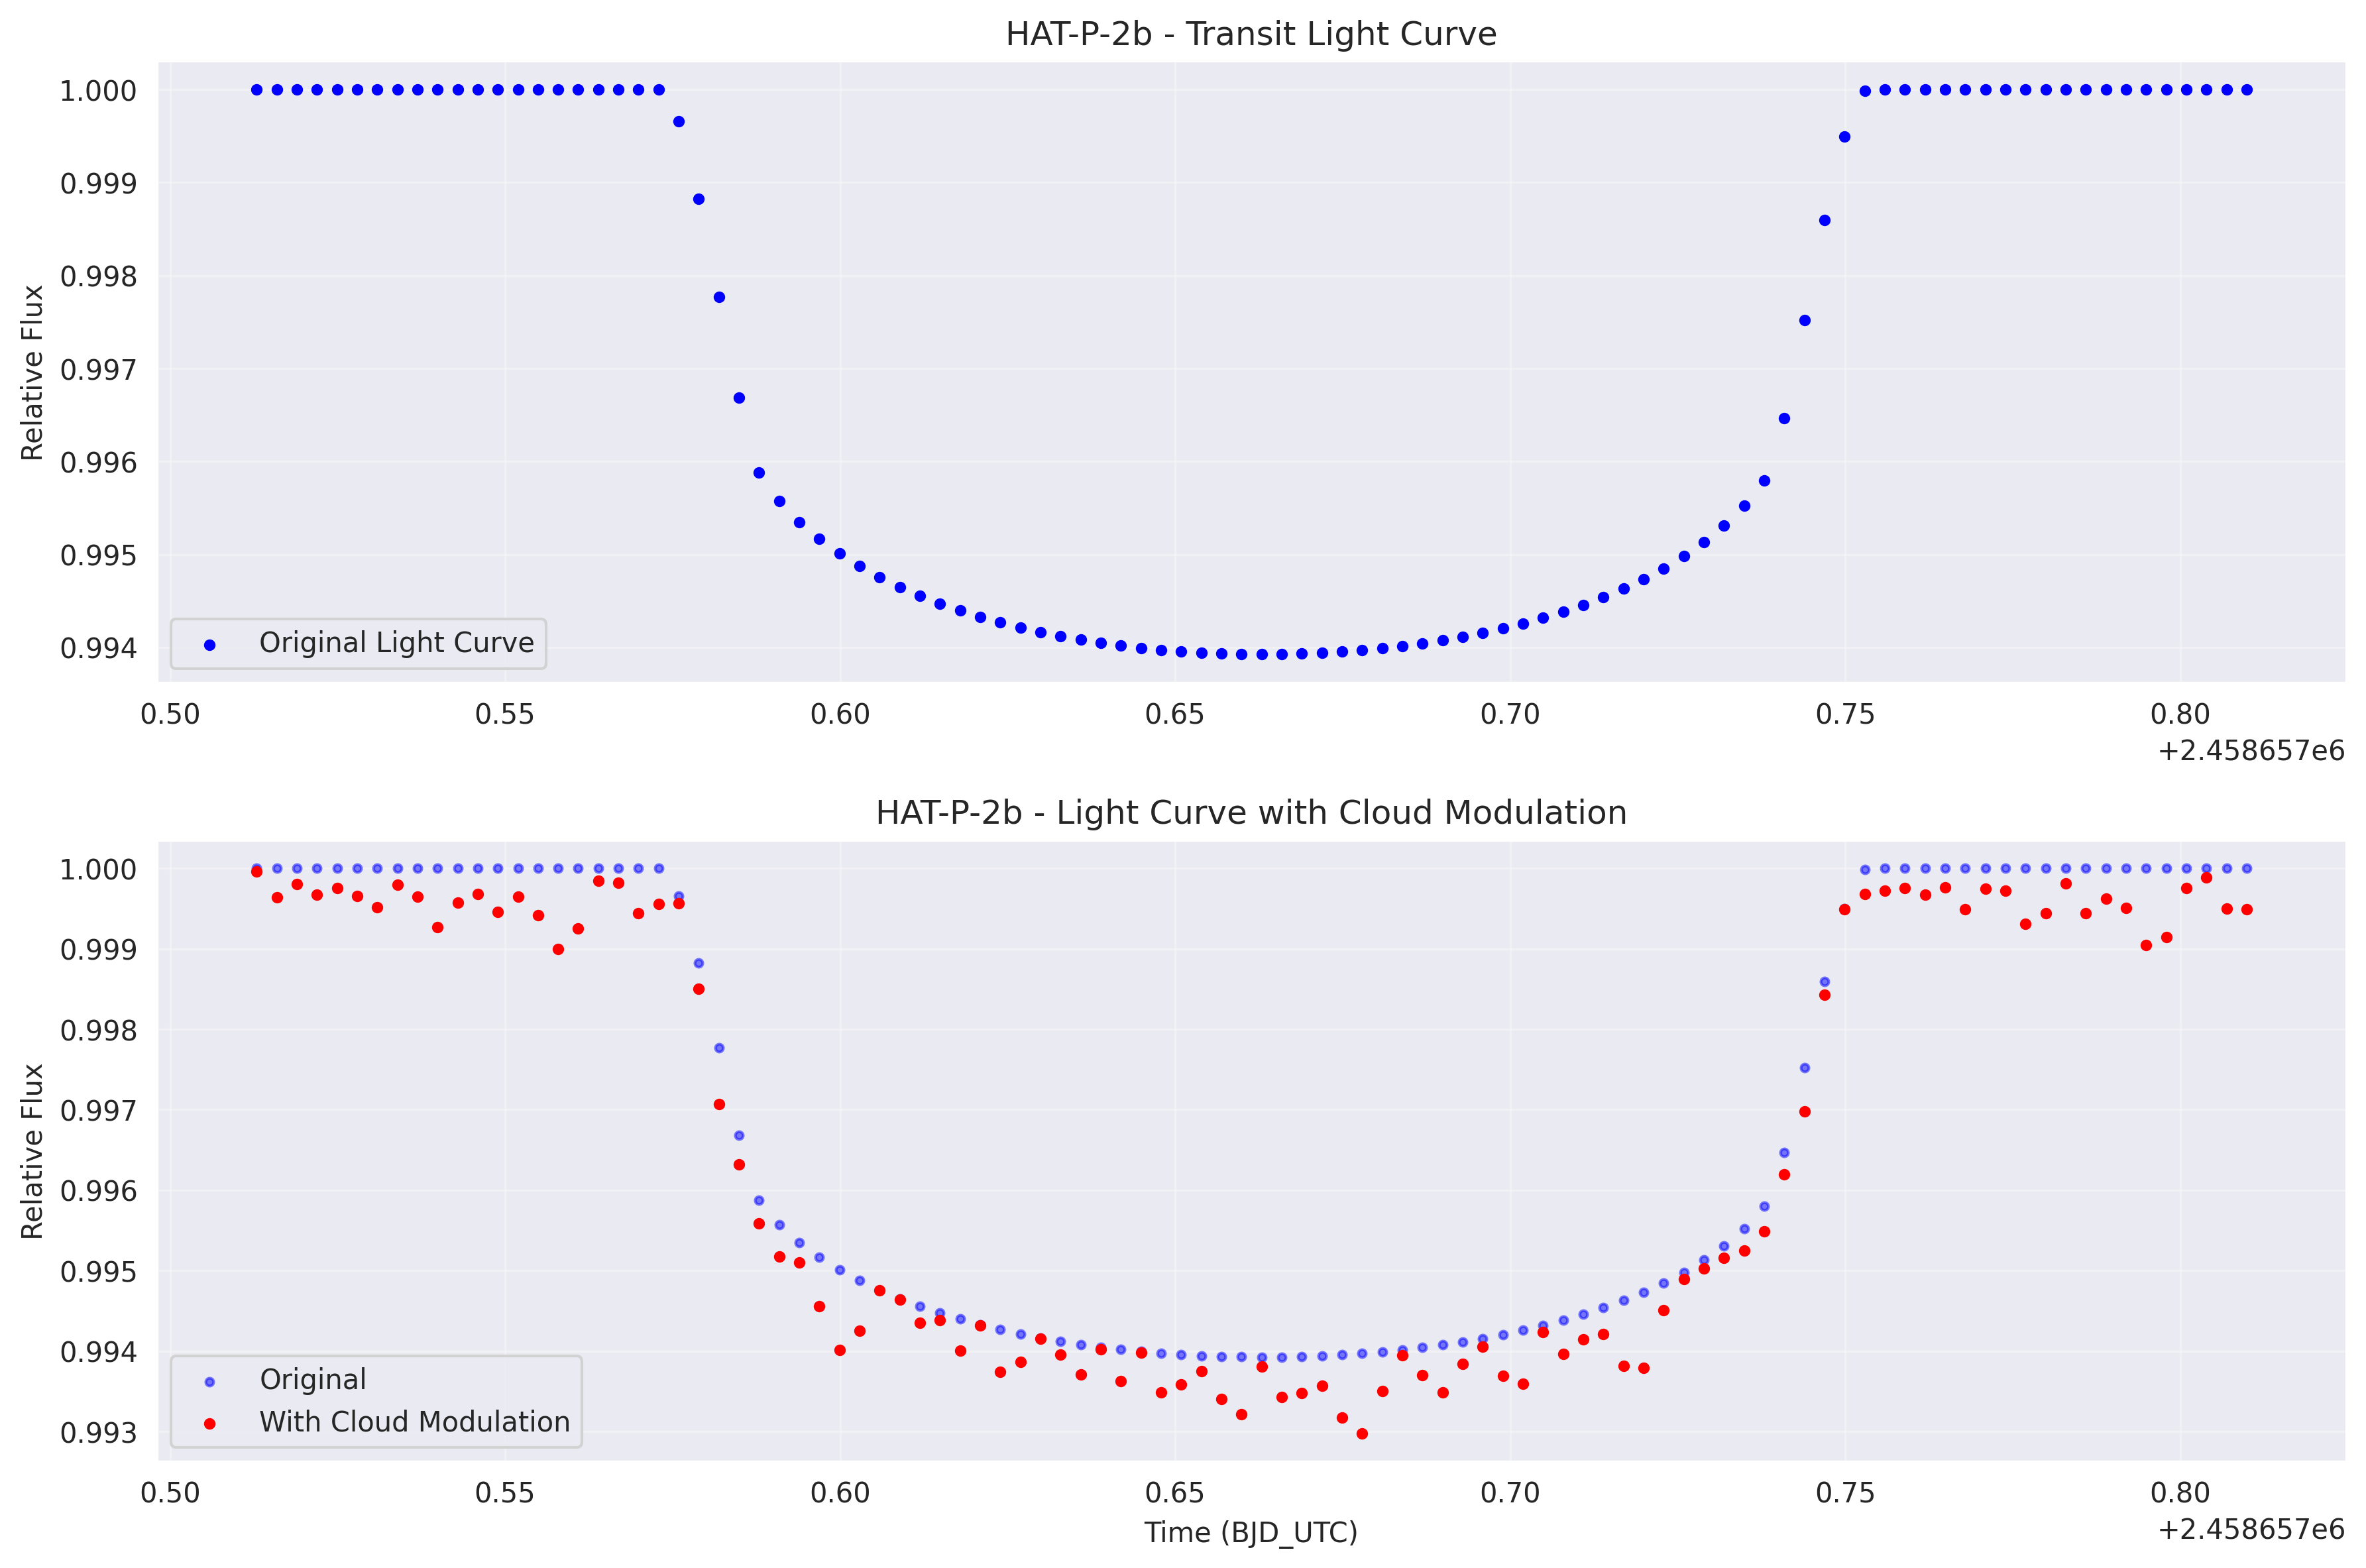 HAT-P-2b - Transit Light Curve
1.000
0.999
0.998
0.997
0.996
0.995
0.994
Relative Flux
Original Light Curve
0.50 0.55 0.60 0.65 0.70 0.75 0.80
+2.458657e6
HAT-P-2b - Light Curve with Cloud Modulation
1.000
0.999
0.998
0.997
0.996
0.995
0.994
0.993
Relative Flux
Original
With Cloud Modulation
0.50 0.55 0.60 0.65 0.70 0.75 0.80
+2.458657e6
Time (BJD_UTC)